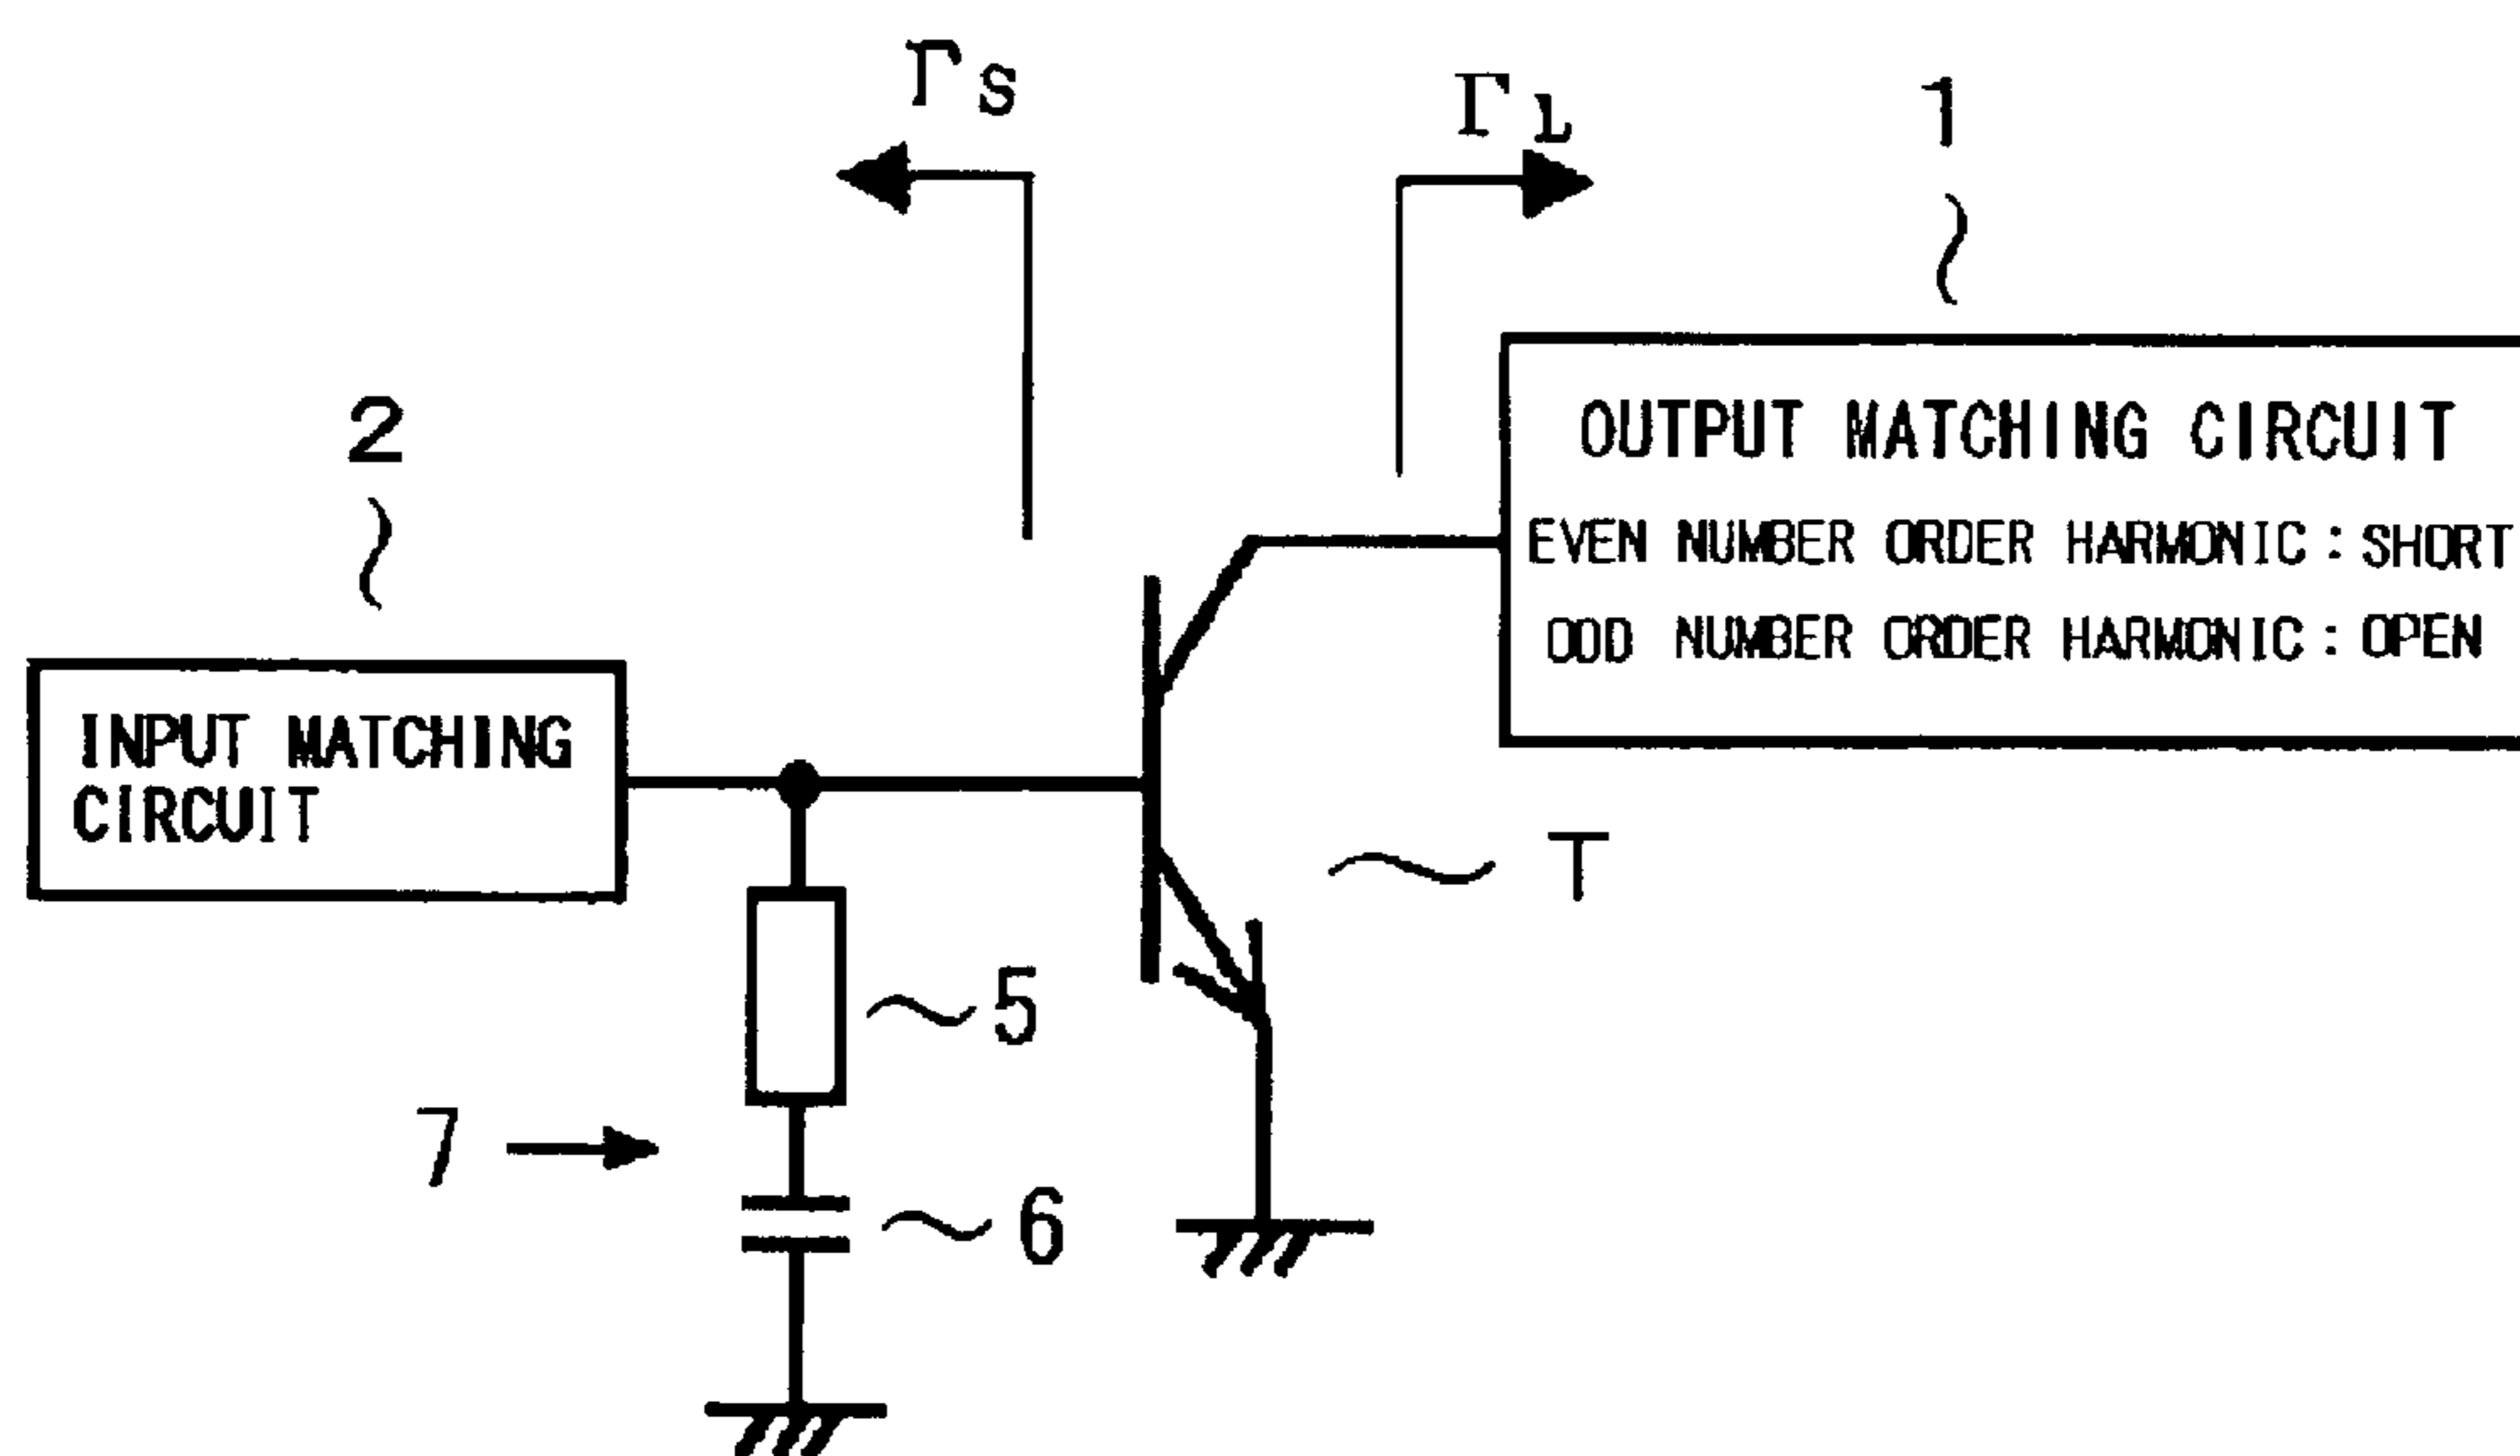 ΓS
ΓL
1
2
OUTPUT MATCHING CIRCUIT
EVEN NUMBER ORDER HARMONIC:SHORT
ODD NUMBER ORDER HARMONIC:OPEN
INPUT MATCHING
CIRCUIT
T
5
7
6